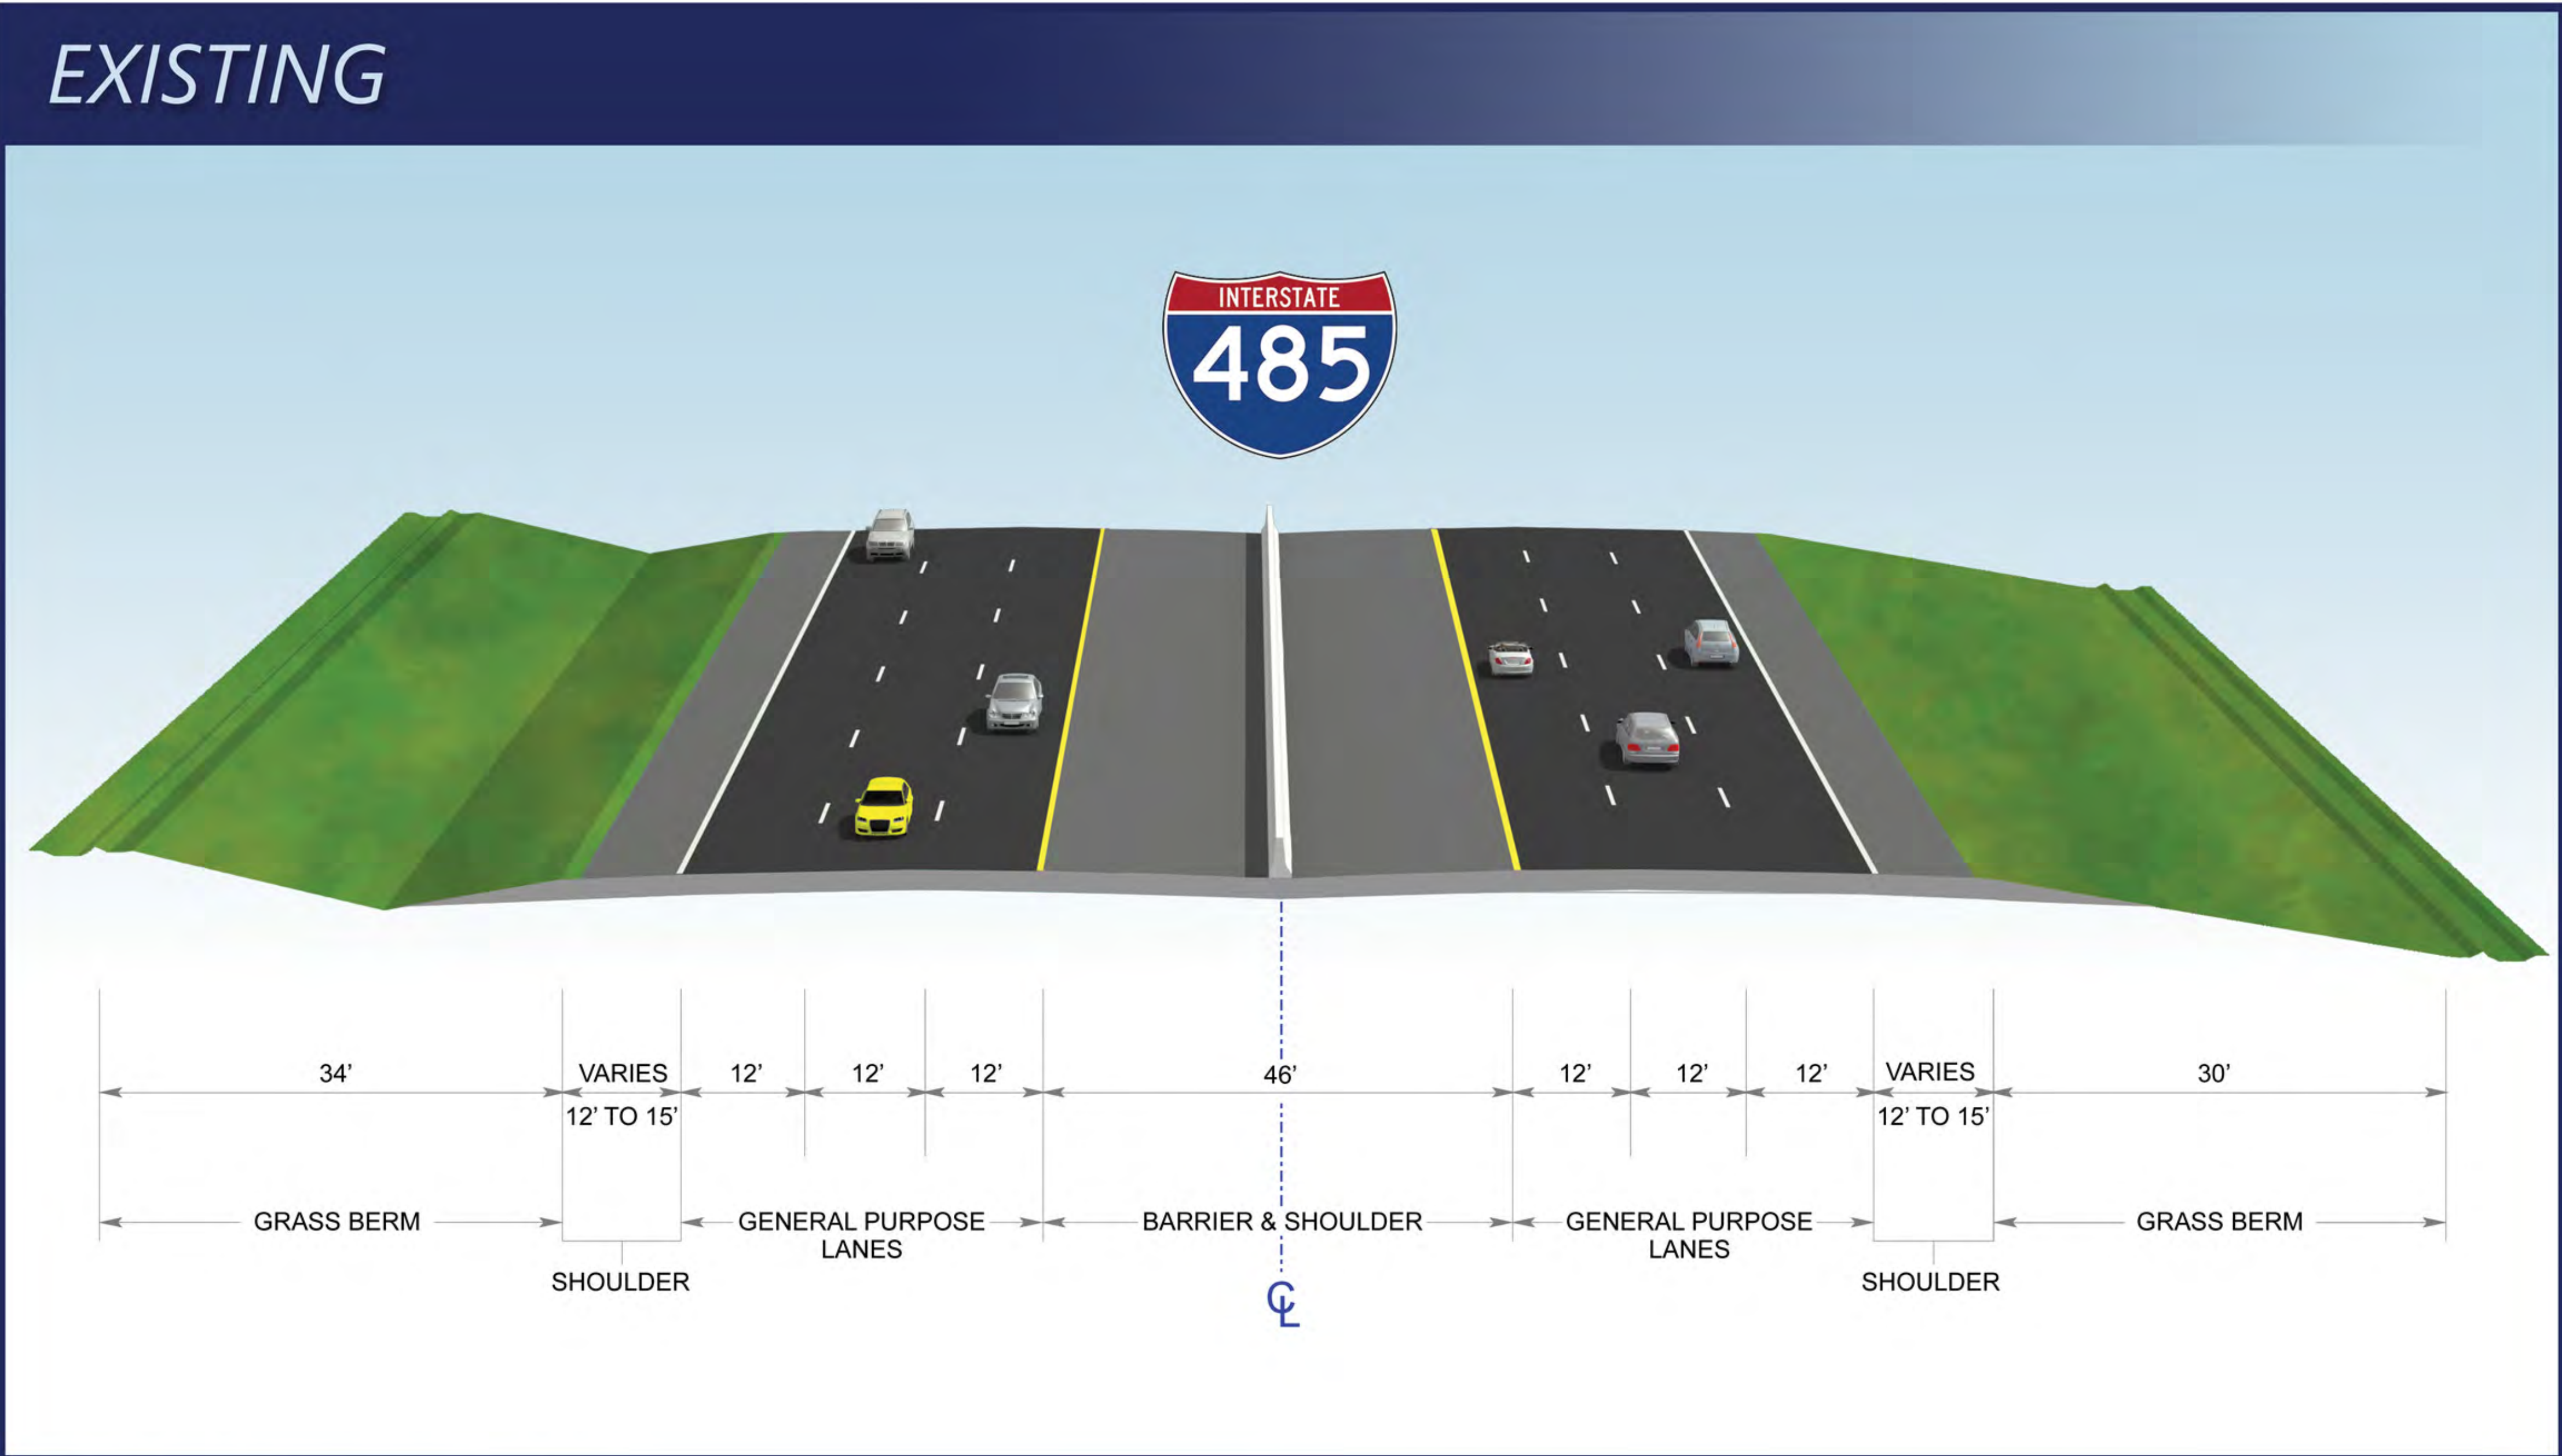 EXISTING
INTERSTATE
485
34’ VARIES 12’ 12’ 12’ 46’ 12’ 12’ 12’ VARIES 30’
12’ TO 15’ 12’ TO 15’
GRASS BERM GENERAL PURPOSE BARRIER & SHOULDER GENERAL PURPOSE GRASS BERM
LANES LANES
SHOULDER SHOULDER
CL